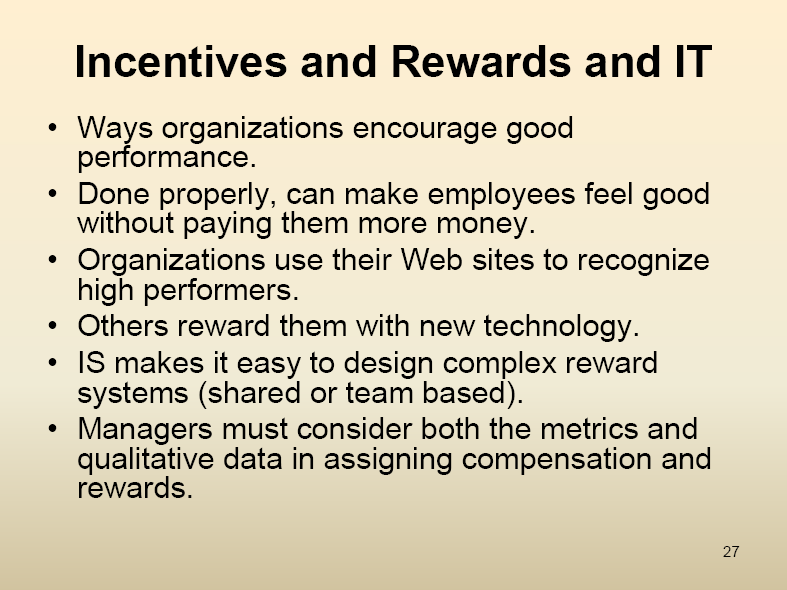 Incentives and Rewards and IT
• Ways organizations encourage good
performance.
• Done properly, can make employees feel good
without paying them more money.
• Organizations use their Web sites to recognize
high performers.
• Others reward them with new technology.
• IS makes it easy to design complex reward
systems (shared or team based).
• Managers must consider both the metrics and
qualitative data in assigning compensation and
rewards.
27